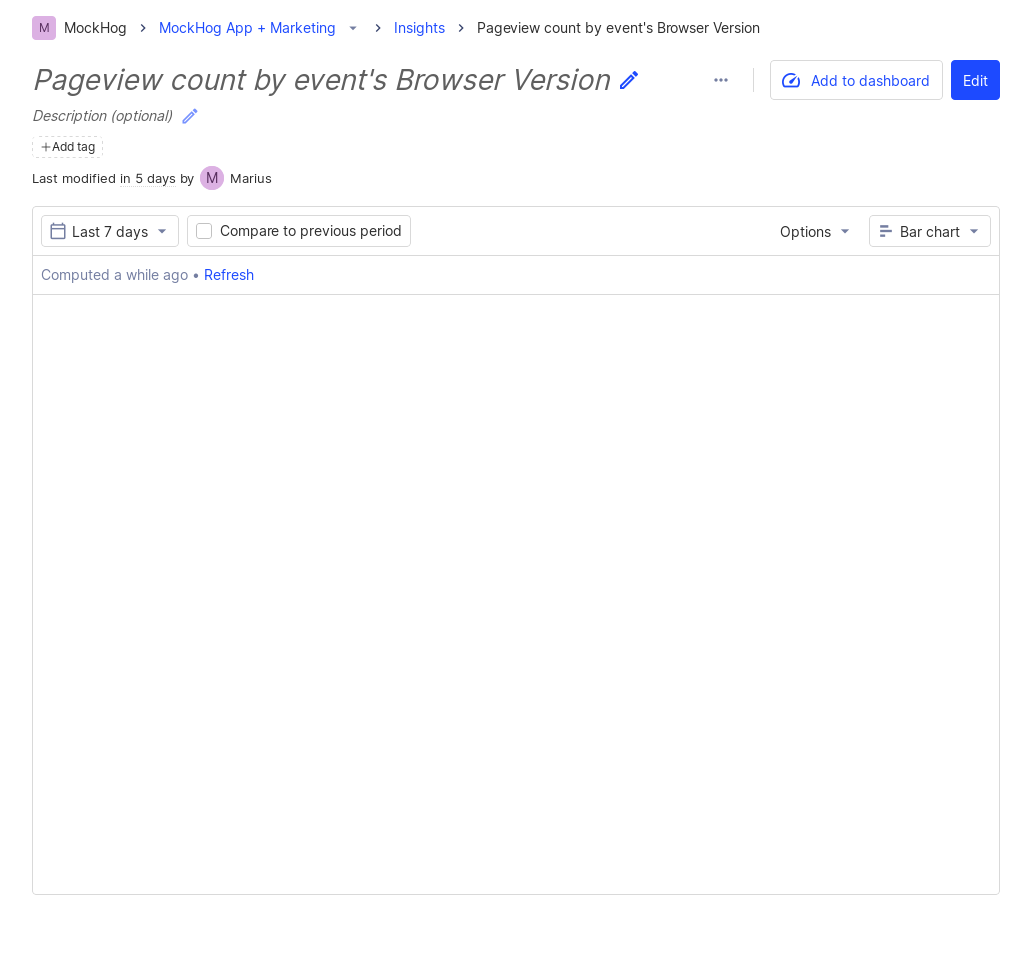 M MockHog MockHog App + Marketing Insights Pageview count by event's Browser Version
Pageview count by event's Browser Version
Add to dashboard
Edit
Description (optional)
+Add tag
Last modified in 5 days by M Marius
Last 7 days Compare to previous period Options Bar chart
Computed a while ago • Refresh